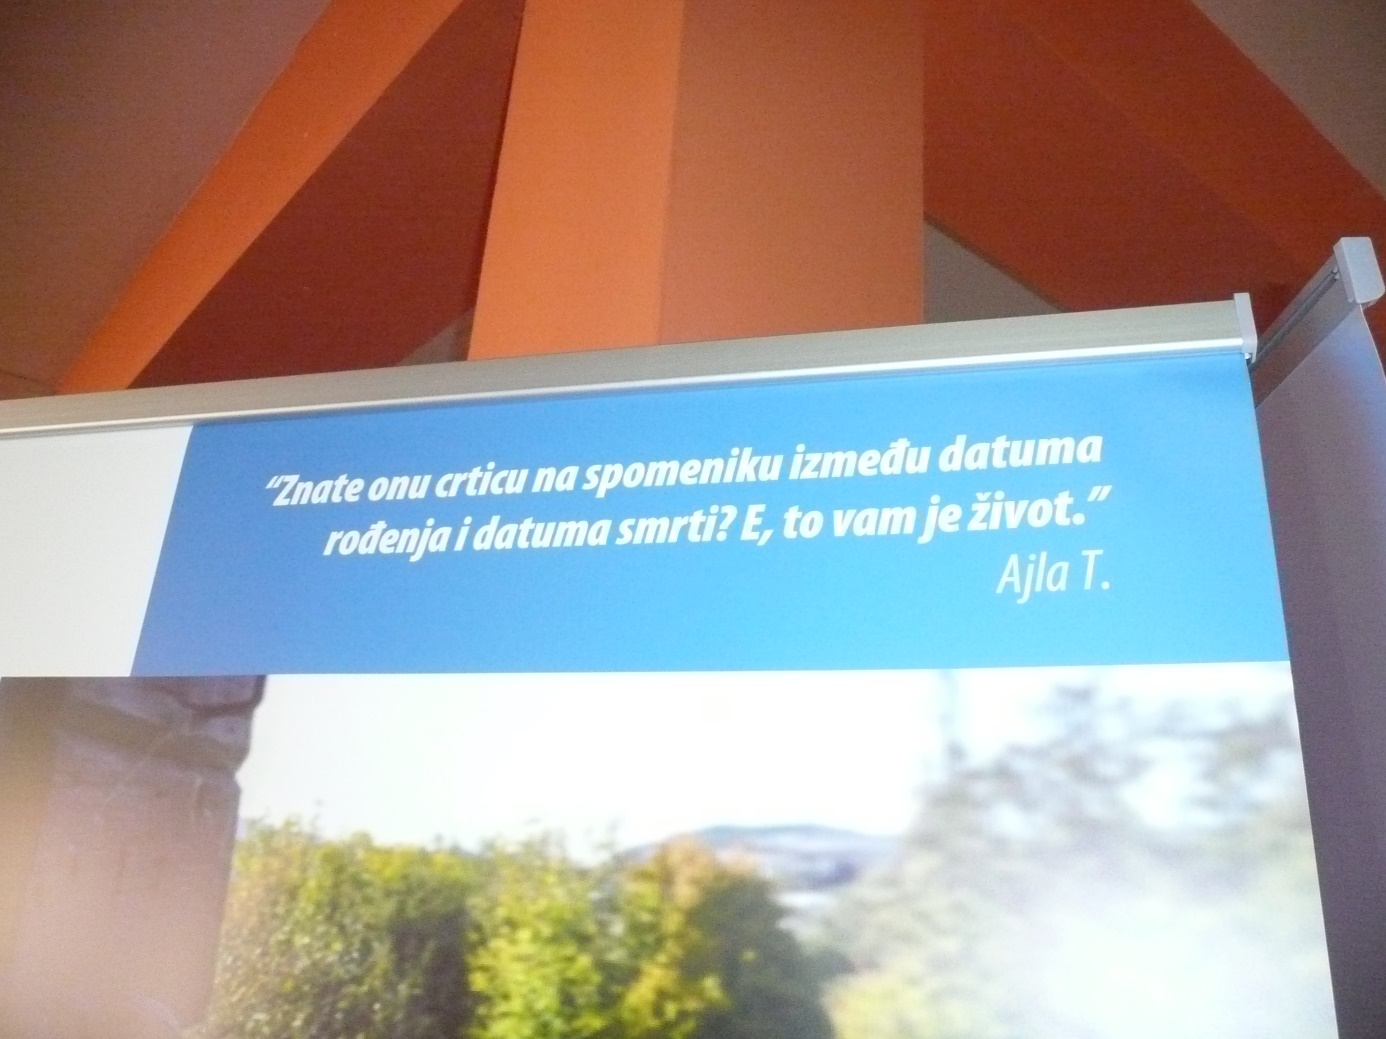 “Znate onu crticu na spomeniku između datuma
rođenja i datuma smrti? E, to vam je život.”
Ajla T.